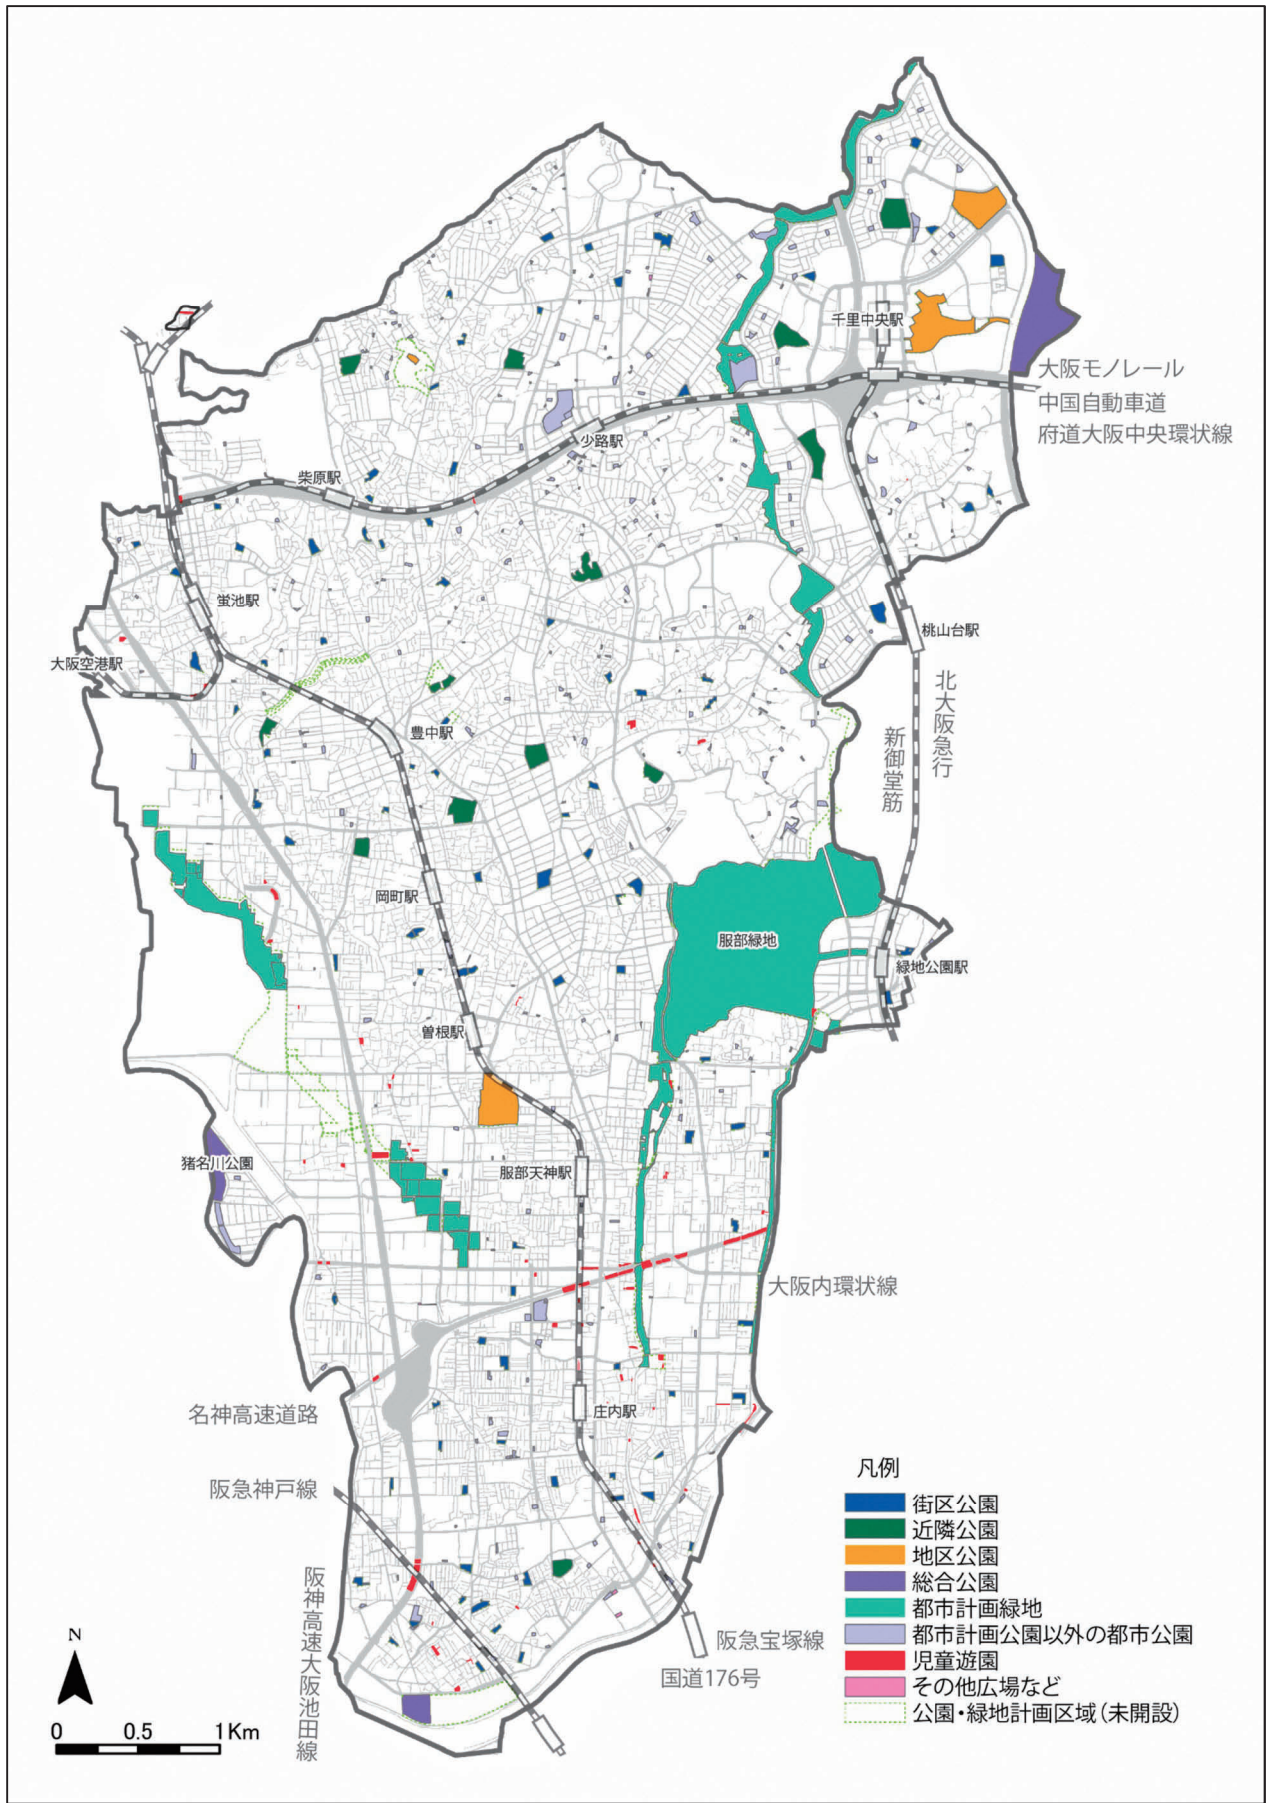 千里中央駅
大阪モノレール
中国自動車道
府道大阪中央環状線
少路駅
柴原駅
蛍池駅
大阪空港駅
桃山台駅
北大阪急行
新御堂筋
豊中駅
岡町駅
服部緑地
緑地公園駅
曽根駅
猪名川公園
服部天神駅
大阪内環状線
名神高速道路
庄内駅
阪急神戸線
阪神高速大阪池田線
阪急宝塚線
国道176号
凡例
街区公園
近隣公園
地区公園
総合公園
都市計画緑地
都市計画公園以外の都市公園
児童遊園
その他広場など
公園・緑地計画区域(未開設)
N
0 0.5 1Km